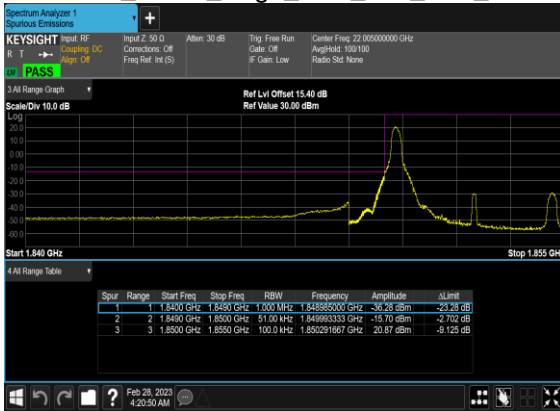 Spectrum Analyzer 1
Spurious Emissions
KEYSIGHT
R T
LV PASS
Input: RF
Coupling: DC
Align: Off
Input Z: 50 Ω
Corrections: Off
Freq Ref: Int (S)
Atten: 30 dB
Trig: Free Run
Gate: Off
IF Gain: Low
Center Freq: 22.005000000 GHz
Avg|Hold: 100/100
Radio Std: None
3 All Range Graph
Scale/Div 10.0 dB
Ref Lvl Offset 15.40 dB
Ref Value 30.00 dBm
Log
20.0
10.0
0.00
-10.0
-20.0
-30.0
-40.0
-50.0
-60.0
Start 1.840 GHz
Stop 1.855 GH
4 All Range Table
Spur Range Start Freq Stop Freq RBW Frequency Amplitude ΔLimit
1 1 1.8400 GHz 1.8490 GHz 1.000 MHz 1.848985000 GHz -36.28 dBm -23.28 dB
2 2 1.8490 GHz 1.8500 GHz 51.00 kHz 1.849993333 GHz -15.70 dBm -2.702 dB
3 3 1.8500 GHz 1.8550 GHz 100.0 kHz 1.850291667 GHz 20.87 dBm -9.125 dB
Feb 28, 2023
4:20:50 AM